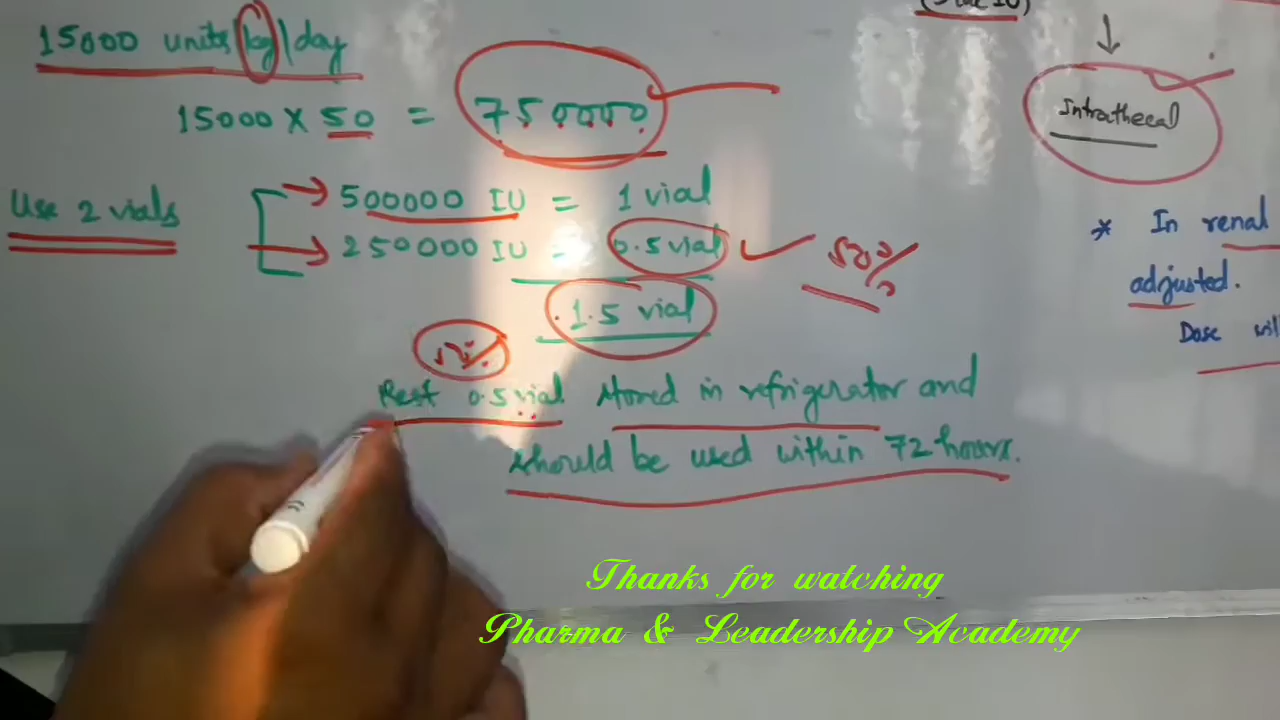 15000 units/kg/day
15000 X 50 = 750000
Use 2 vials
500000 IU = 1 vial
250000 IU = 0.5 vial
50%
1.5 vial
Rest 0.5 vial stored in refrigerator and
should be used within 72 hours.
Intrathecal
* In renal
adjusted.
Dose
Thanks for watching
Pharma & Leadership Academy